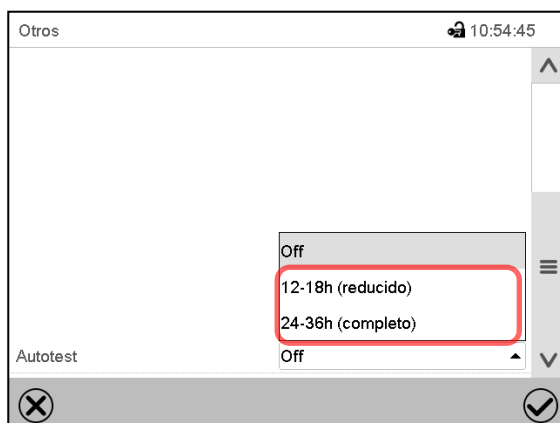 Otros 10:54:45
Off
12-18h (reducido)
24-36h (completo)
Autotest Off